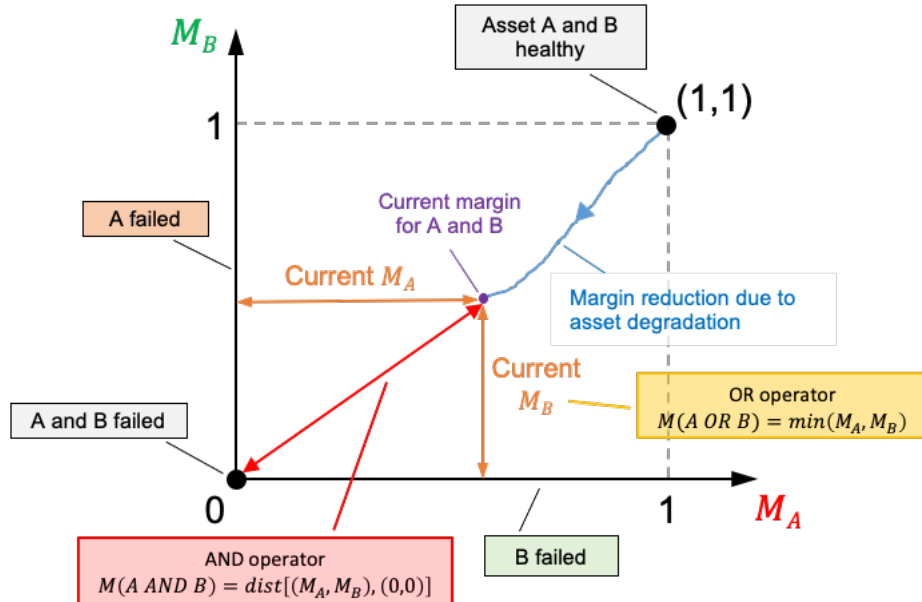 M_B
Asset A and B
healthy
(1,1)
1
Current margin
for A and B
A failed
Current M_A
Margin reduction due to
asset degradation
Current
M_B
OR operator
M(A OR B) = min(M_A, M_B)
A and B failed
0
1
M_A
AND operator
M(A AND B) = dist[(M_A, M_B), (0,0)]
B failed